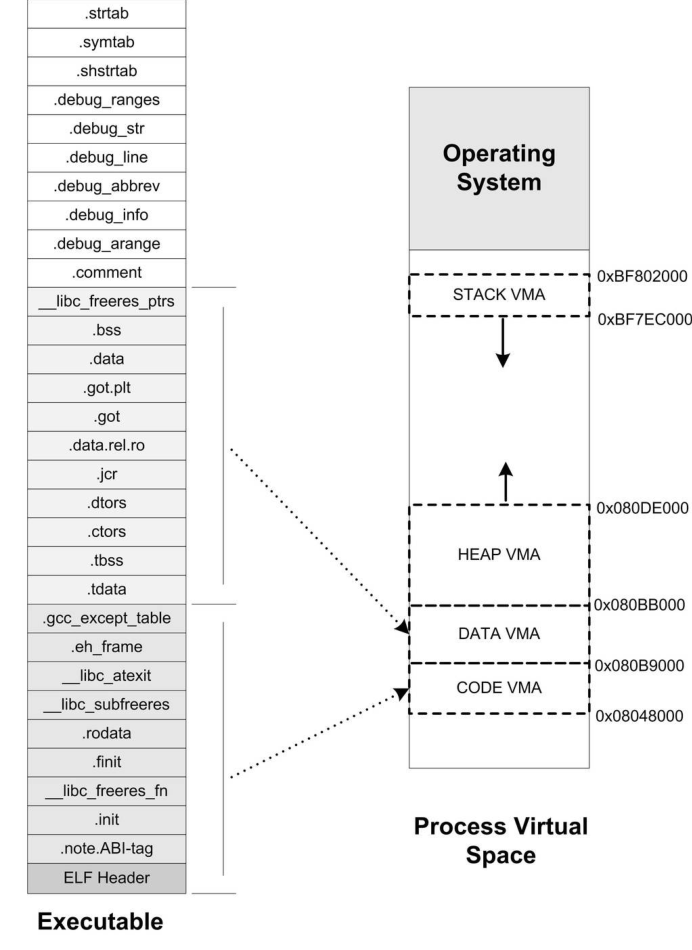 .strtab
.symtab
.shstrtab
.debug_ranges
.debug_str
.debug_line
.debug_abbrev
.debug_info
.debug_arange
.comment
__libc_freeres_ptrs
.bss
.data
.got.plt
.got
.data.rel.ro
.jcr
.dtors
.ctors
.tbss
.tdata
.gcc_except_table
.eh_frame
__libc_atexit
__libc_subfreeres
.rodata
.finit
__libc_freeres_fn
.init
.note.ABI-tag
ELF Header
Executable
Operating
System
0xBF802000
STACK VMA
0xBF7EC000
0x080DE000
HEAP VMA
0x080BB000
DATA VMA
0x080B9000
CODE VMA
0x08048000
Process Virtual
Space